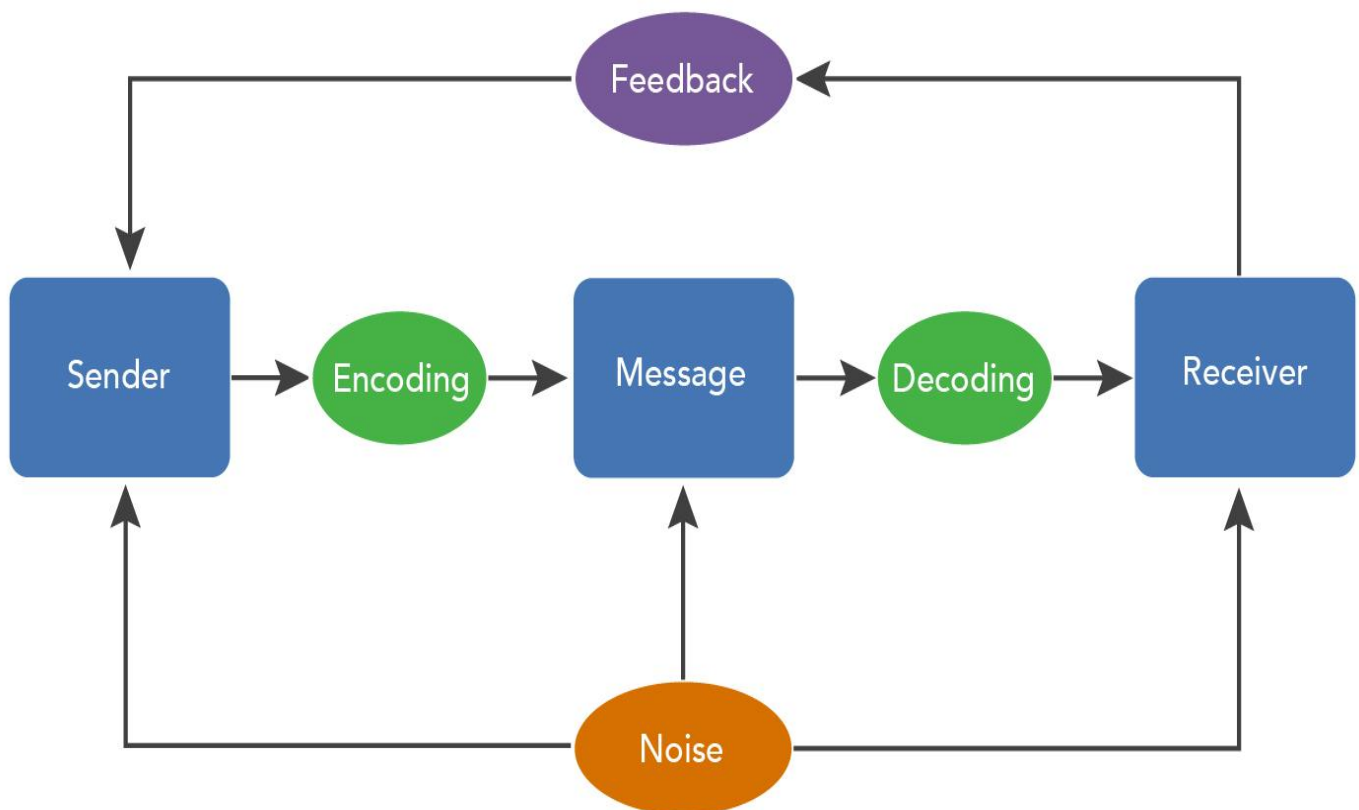 Feedback
Sender
Encoding
Message
Decoding
Receiver
Noise